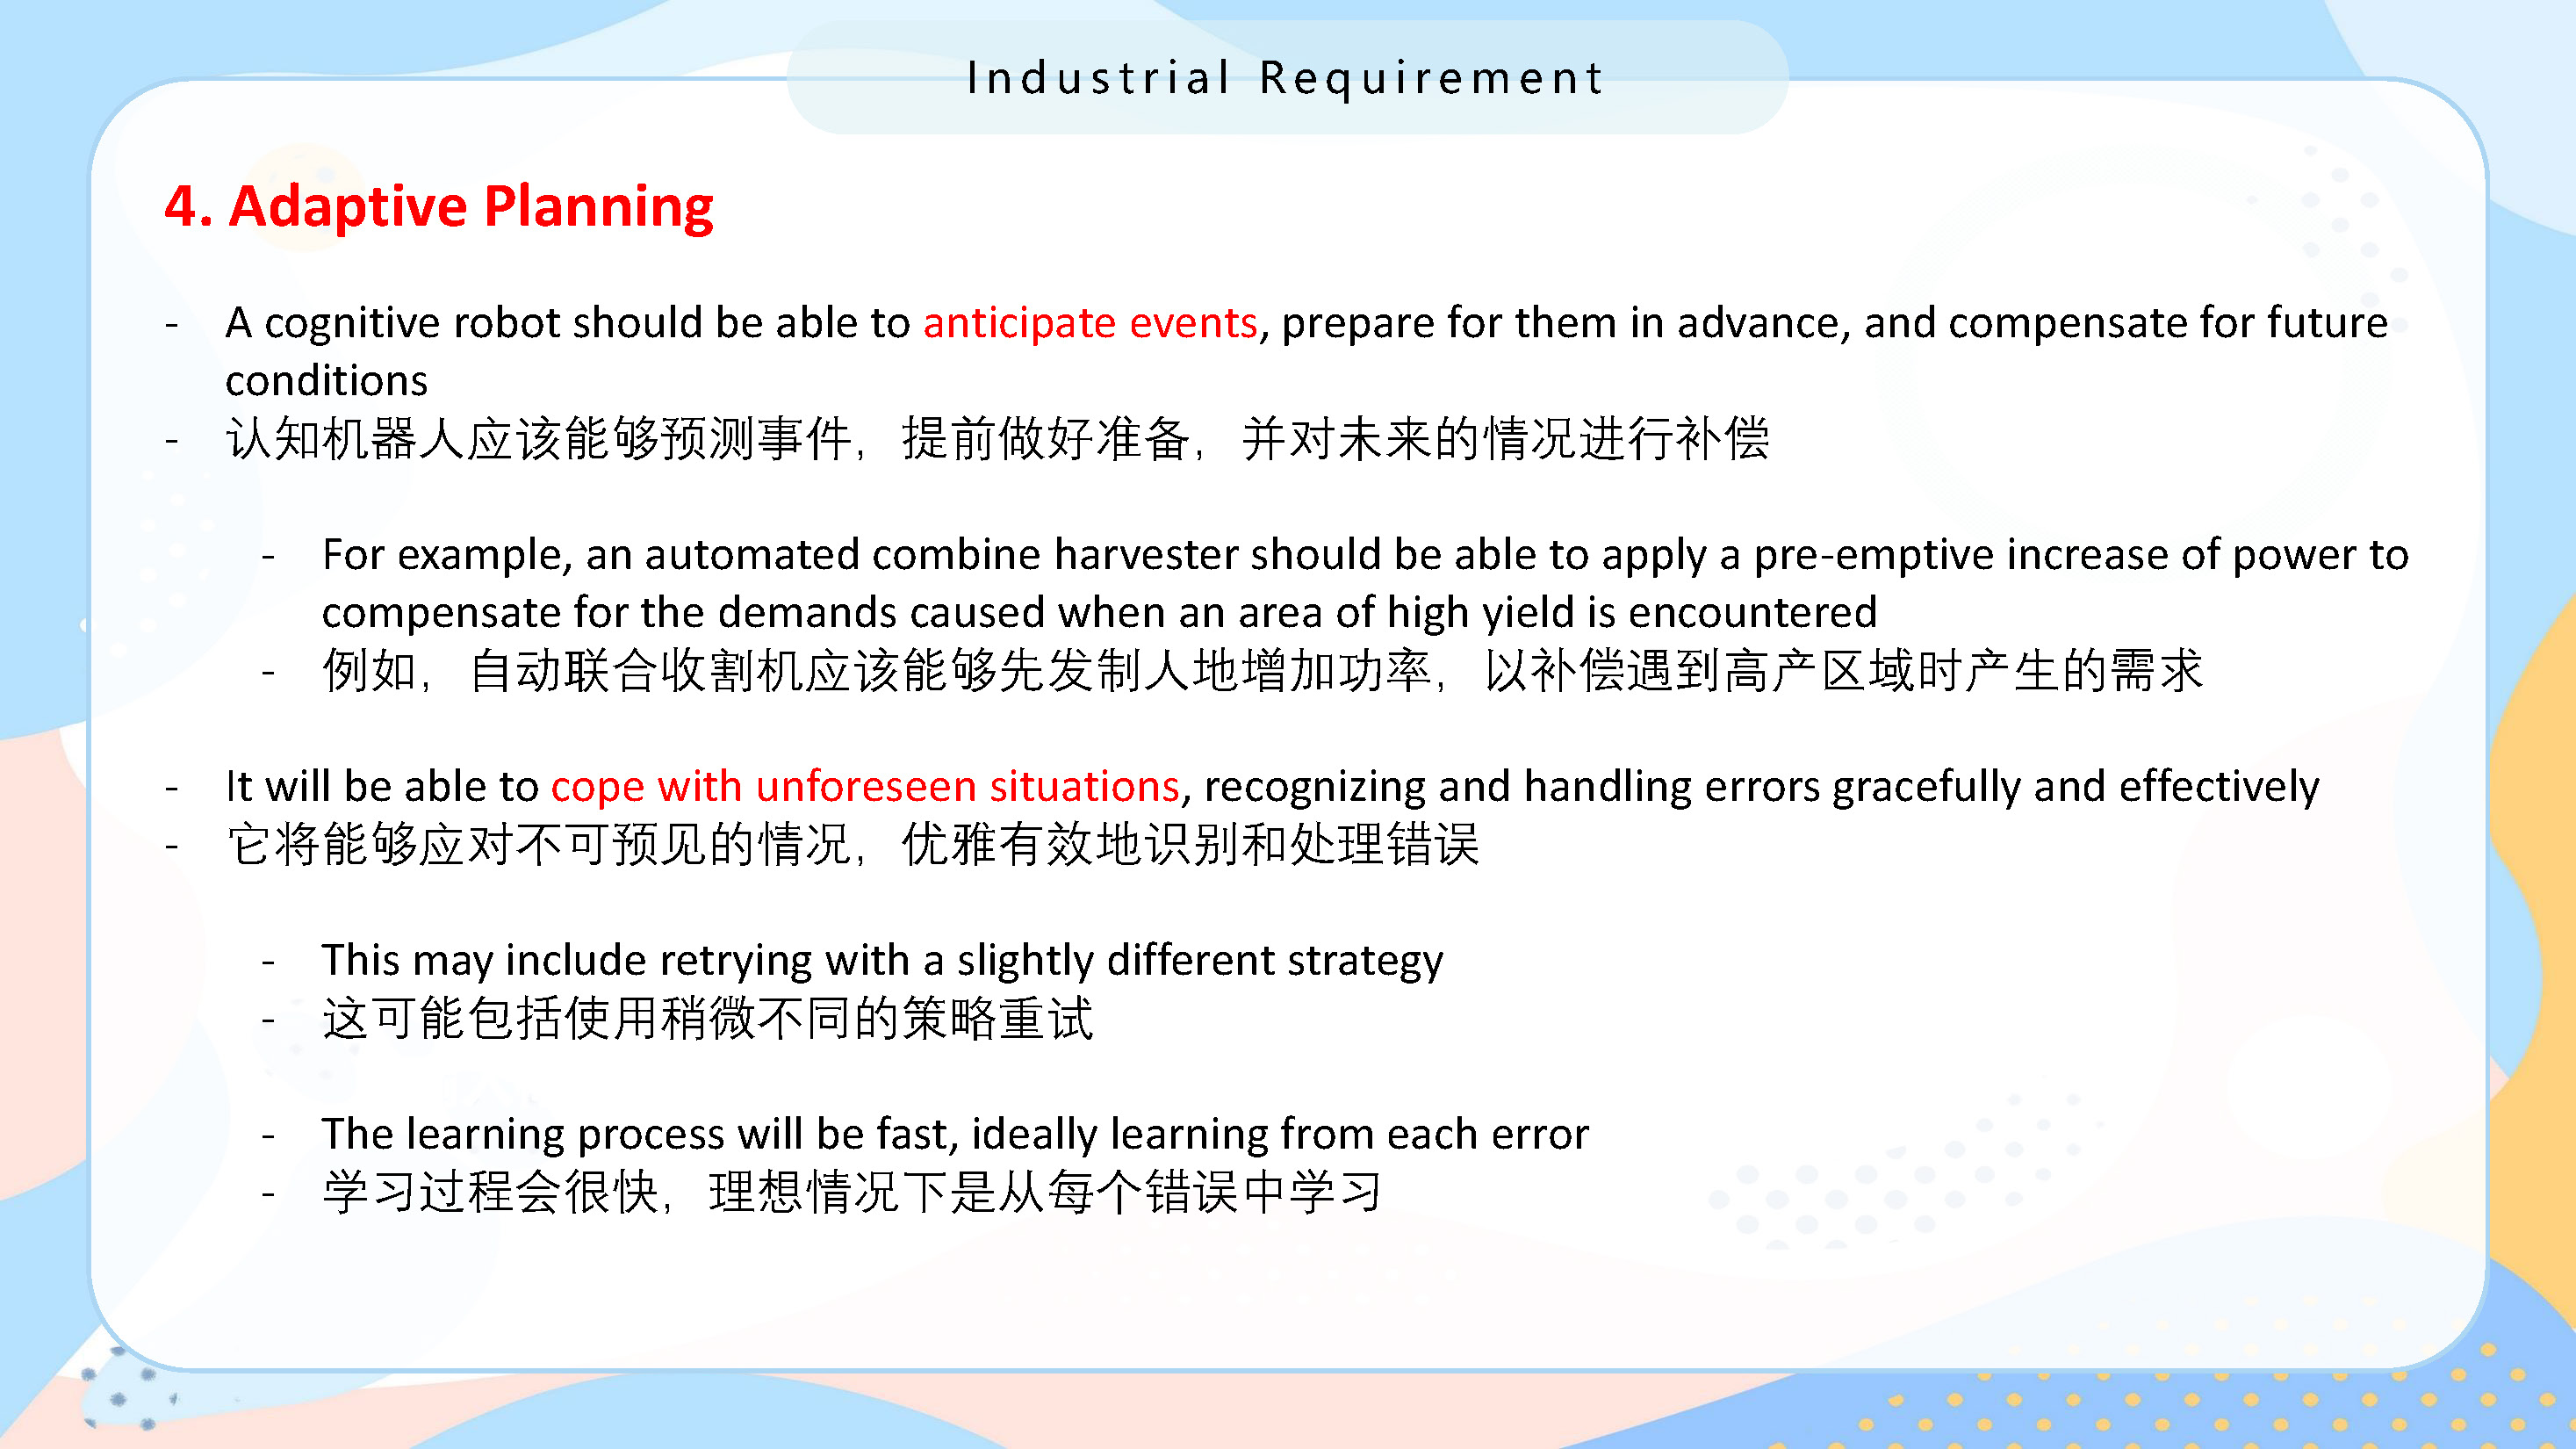 Industrial Requirement
4. Adaptive Planning
- A cognitive robot should be able to anticipate events, prepare for them in advance, and compensate for future
conditions
- 认知机器人应该能够预测事件，提前做好准备，并对未来的情况进行补偿
- For example, an automated combine harvester should be able to apply a pre-emptive increase of power to
compensate for the demands caused when an area of high yield is encountered
- 例如，自动联合收割机应该能够先发制人地增加功率，以补偿遇到高产区域时产生的需求
- It will be able to cope with unforeseen situations, recognizing and handling errors gracefully and effectively
- 它将能够应对不可预见的情况，优雅有效地识别和处理错误
- This may include retrying with a slightly different strategy
- 这可能包括使用稍微不同的策略重试
- The learning process will be fast, ideally learning from each error
- 学习过程会很快，理想情况下是从每个错误中学习